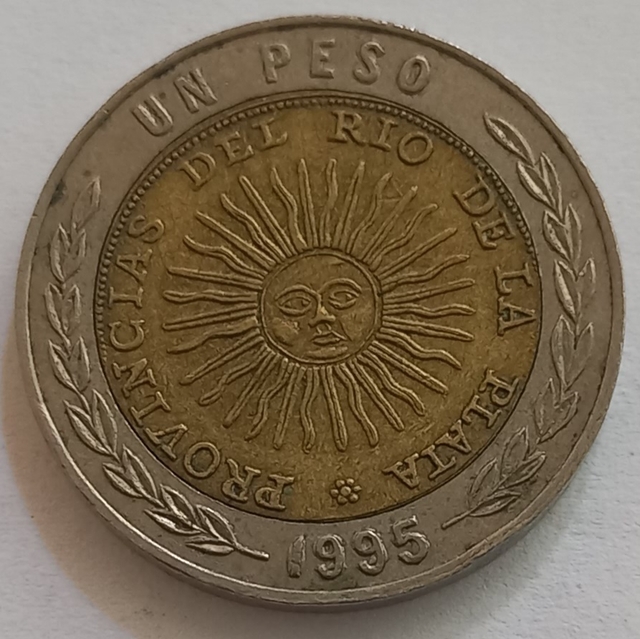 UN PESO
PROVINCIAS DEL RIO DE LA PLATA
1995